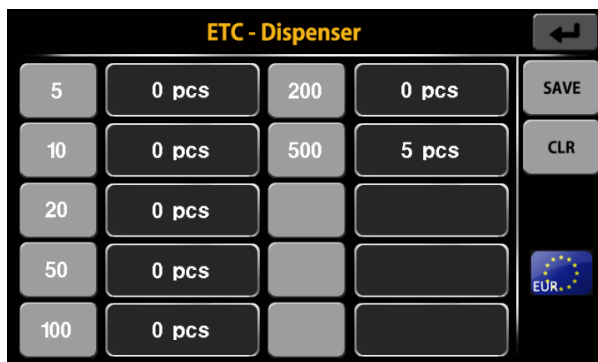 ETC - Dispenser
5 0 pcs 200 0 pcs SAVE
10 0 pcs 500 5 pcs CLR
20 0 pcs
50 0 pcs
EUR
100 0 pcs